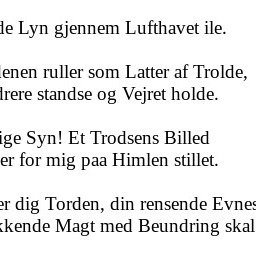 de Lyn gjennem Lufthavet ile.
denen ruller som Latter af Trolde,
drere standse og Vejret holde.
ige Syn! Et Trodsens Billed
er for mig paa Himlen stillet.
er dig Torden, din rensende Evnes
kkende Magt med Beundring skal